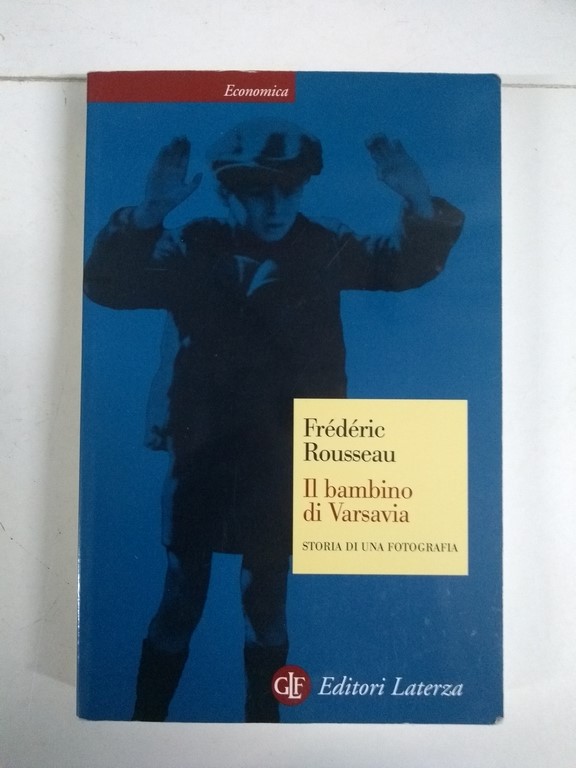 Economica
Frédéric
Rousseau
Il bambino
di Varsavia
STORIA DI UNA FOTOGRAFIA
GLF Editori Laterza